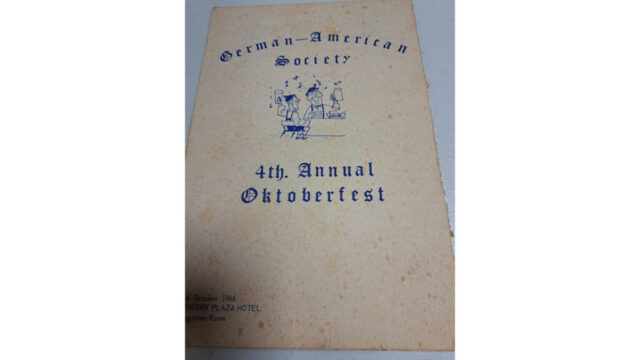 German-American
Society
4th. Annual
Oktoberfest
October 1966
PLAZA HOTEL
Room